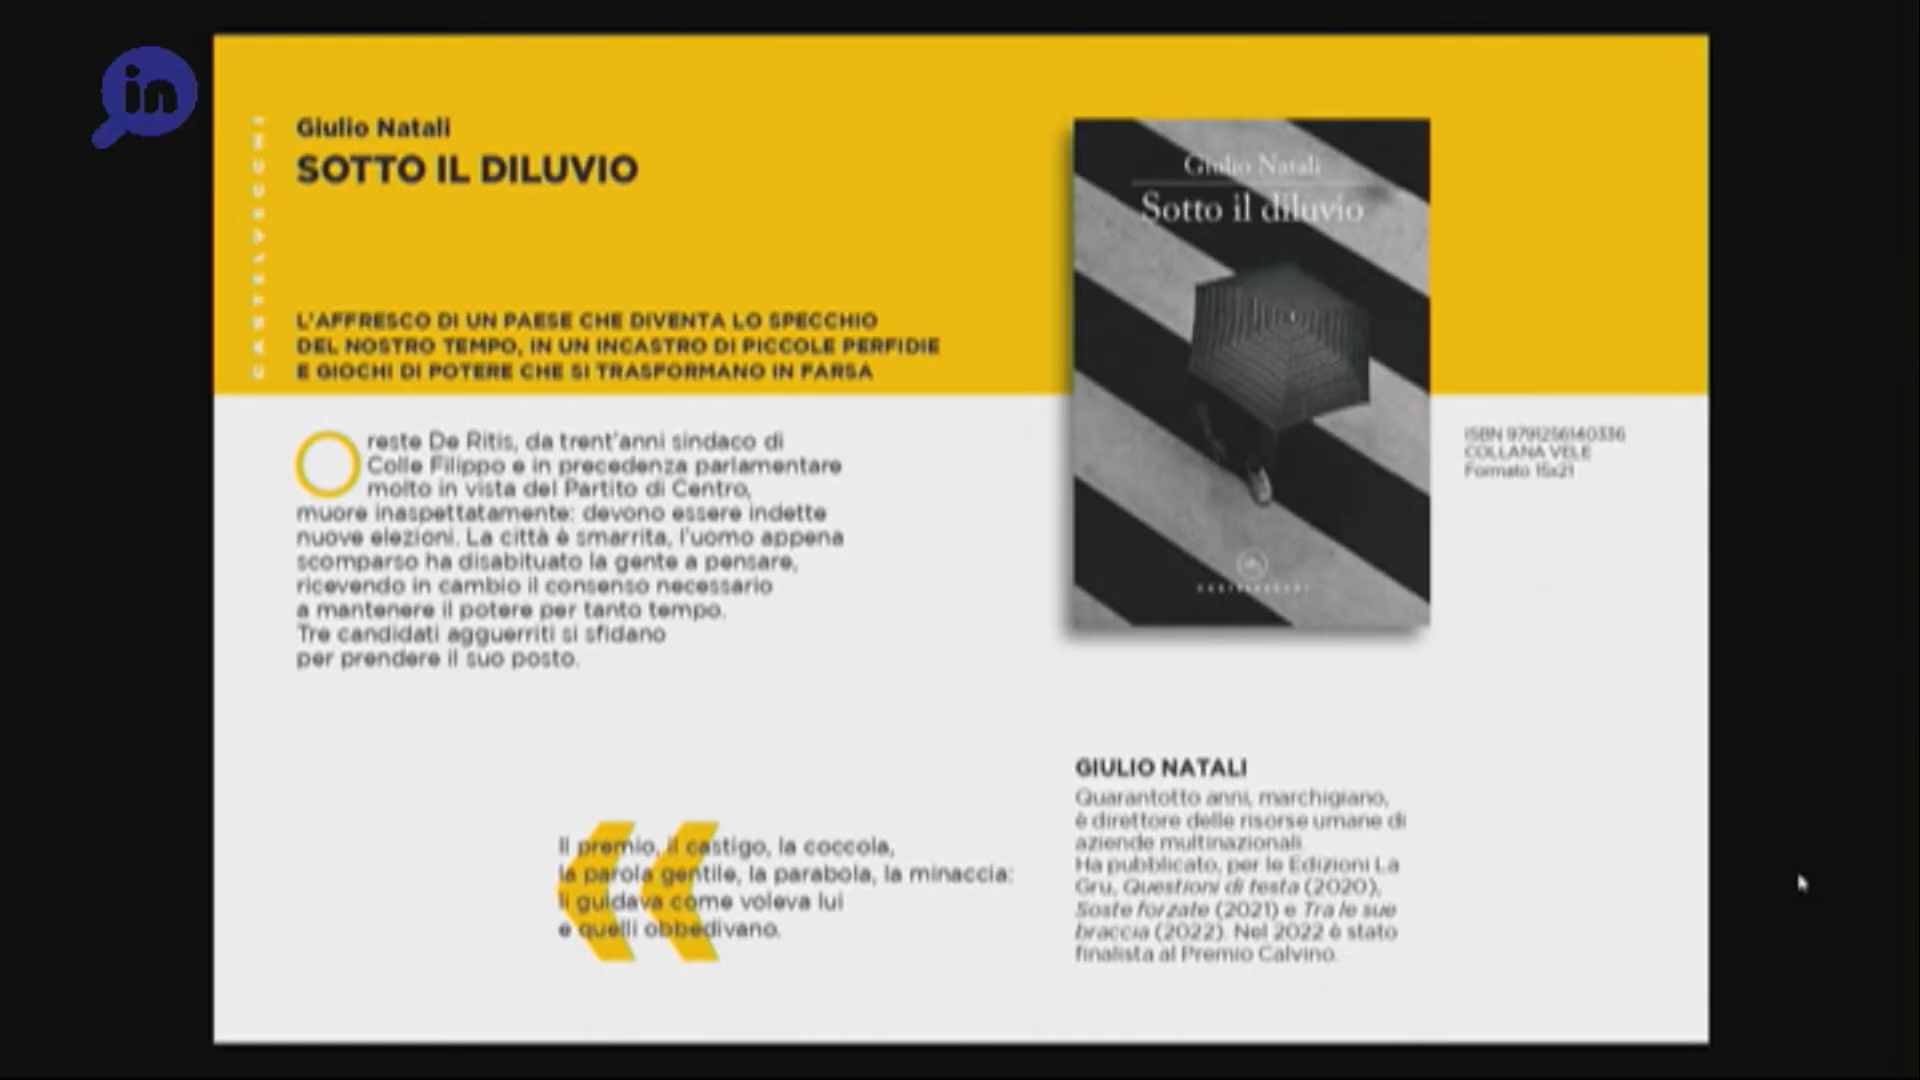 in
CASTELVECCHI
Giulio Natali
SOTTO IL DILUVIO
L'AFFRESCO DI UN PAESE CHE DIVENTA LO SPECCHIO
DEL NOSTRO TEMPO, IN UN INCASTRO DI PICCOLE PERFIDIE
E GIOCHI DI POTERE CHE SI TRASFORMANO IN FARSA
Oreste De Ritis, da trent'anni sindaco di
Colle Filippo e in precedenza parlamentare
molto in vista del Partito di Centro,
muore inaspettatamente: devono essere indette
nuove elezioni. La città è smarrita, l'uomo appena
scomparso ha disabituato la gente a pensare,
ricevendo in cambio il consenso necessario
a mantenere il potere per tanto tempo.
Tre candidati agguerriti si sfidano
per prendere il suo posto.
Il premio, il castigo, la coccola,
la parola gentile, la parabola, la minaccia:
li guidava come voleva lui
e quelli obbedivano.
Giulio Natali
Sotto il diluvio
CASTELVECCHI
ISBN 9791256140336
COLLANA VELE
Formato 15x21
GIULIO NATALI
Quarantotto anni, marchigiano,
è direttore delle risorse umane di
aziende multinazionali.
Ha pubblicato, per le Edizioni La
Gru, Questioni di testa (2020),
Soste forzate (2021) e Tra le sue
braccia (2022). Nel 2022 è stato
finalista al Premio Calvino.